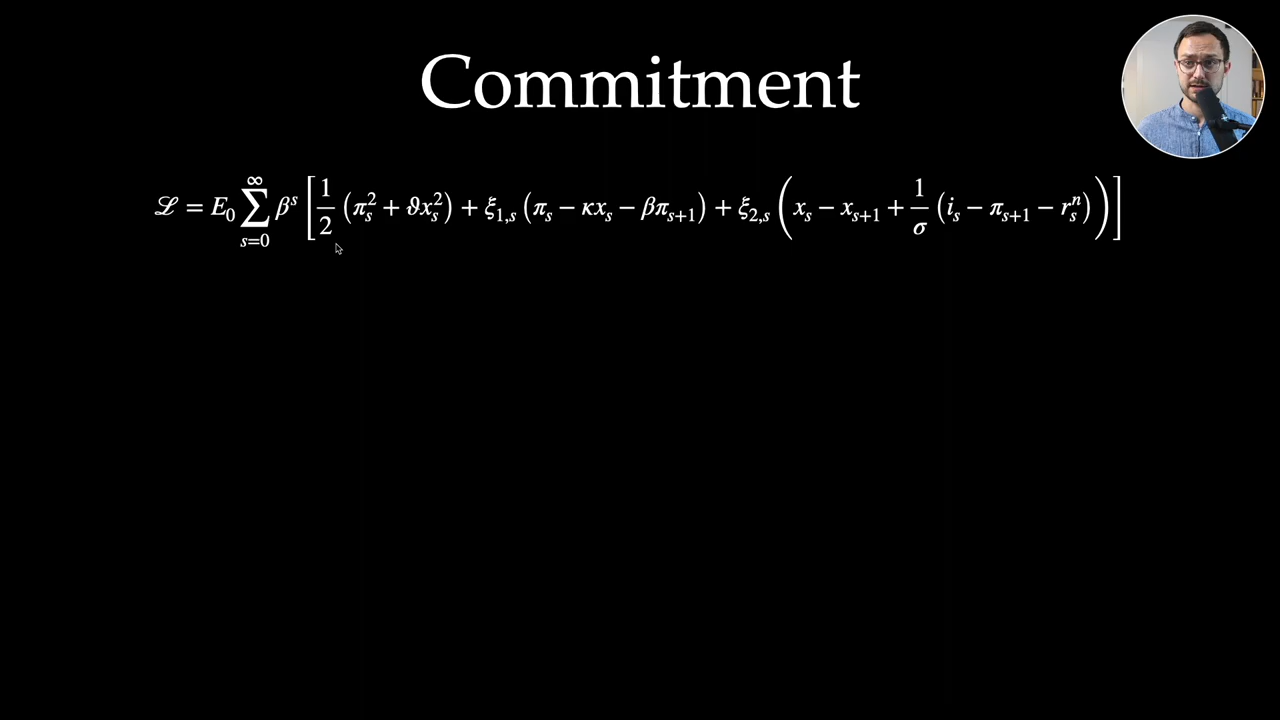 Commitment
ℒ = E₀ ∑_{s=0}^{∞} β^s [ 1/2 (π_s^2 + ϑx_s^2) + ξ_{1,s} (π_s − κx_s − βπ_{s+1}) + ξ_{2,s} ( x_s − x_{s+1} + 1/σ (i_s − π_{s+1} − r_s^n) ) ]